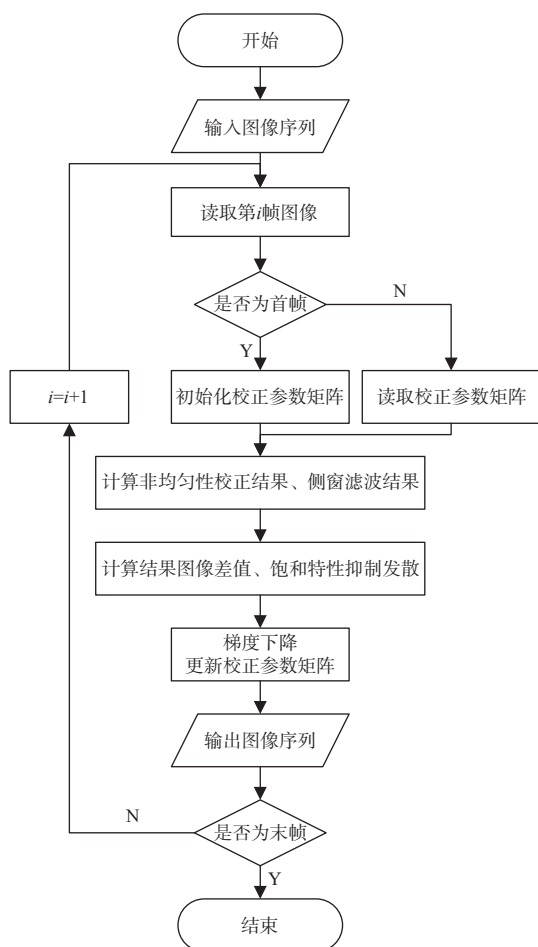 开始
输入图像序列
读取第i帧图像
是否为首帧
N
Y
i=i+1
初始化校正参数矩阵
读取校正参数矩阵
计算非均匀性校正结果、侧窗滤波结果
计算结果图像差值、饱和特性抑制发散
梯度下降
更新校正参数矩阵
输出图像序列
N
是否为末帧
Y
结束